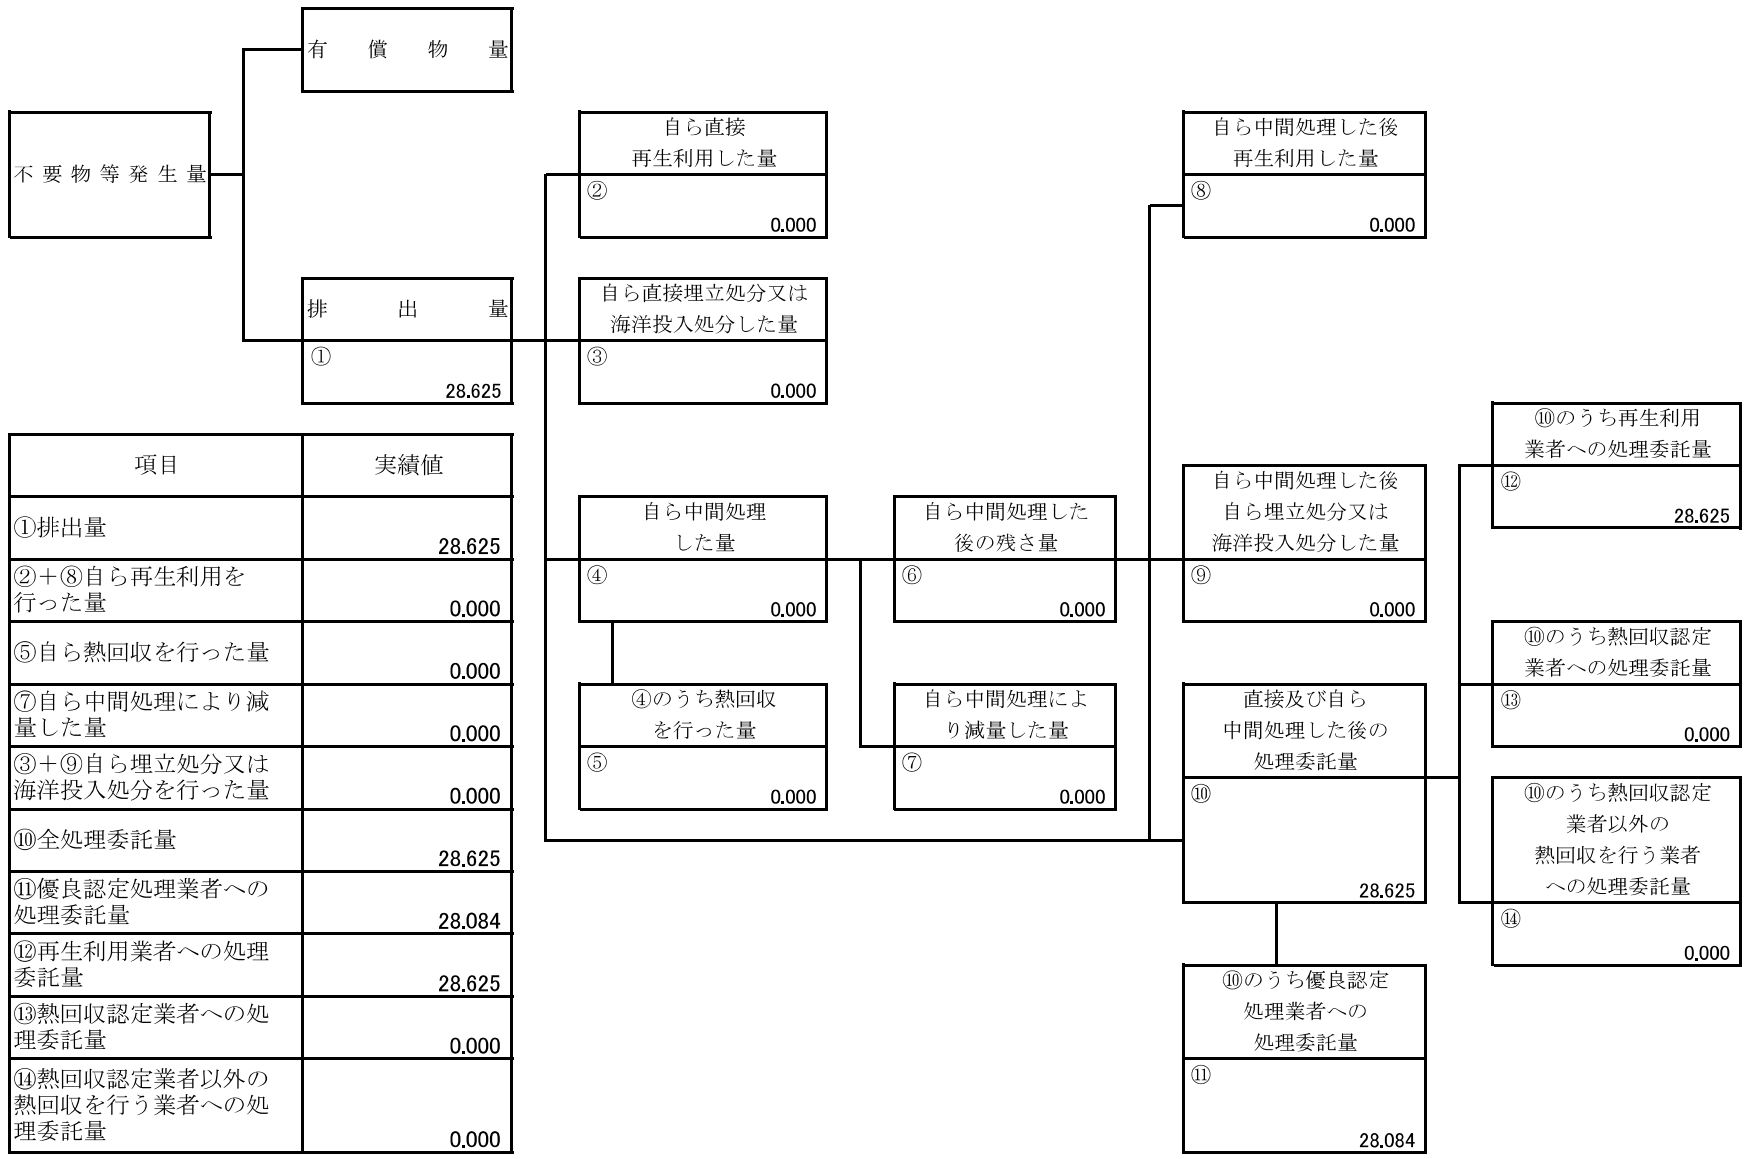 有償物量
不要物等発生量
自ら直接
再生利用した量
②
0.000
自ら中間処理した後
再生利用した量
⑧
0.000
排出量
①
28.625
自ら直接埋立処分又は
海洋投入処分した量
③
0.000
項目 実績値
①排出量
28.625
②＋⑧自ら再生利用を
行った量
0.000
⑤自ら熱回収を行った量
0.000
⑦自ら中間処理により減
量した量
0.000
③＋⑨自ら埋立処分又は
海洋投入処分を行った量
0.000
⑩全処理委託量
28.625
⑪優良認定処理業者への
処理委託量
28.084
⑫再生利用業者への処理
委託量
28.625
⑬熱回収認定業者への処
理委託量
0.000
⑭熱回収認定業者以外の
熱回収を行う業者への処
理委託量
0.000
自ら中間処理
した量
④
0.000
④のうち熱回収
を行った量
⑤
0.000
自ら中間処理した
後の残さ量
⑥
0.000
自ら中間処理によ
り減量した量
⑦
0.000
自ら中間処理した後
自ら埋立処分又は
海洋投入処分した量
⑨
0.000
直接及び自ら
中間処理した後の
処理委託量
⑩
28.625
⑩のうち優良認定
処理業者への
処理委託量
⑪
28.084
⑩のうち再生利用
業者への処理委託量
⑫
28.625
⑩のうち熱回収認定
業者への処理委託量
⑬
0.000
⑩のうち熱回収認定
業者以外の
熱回収を行う業者
への処理委託量
⑭
0.000